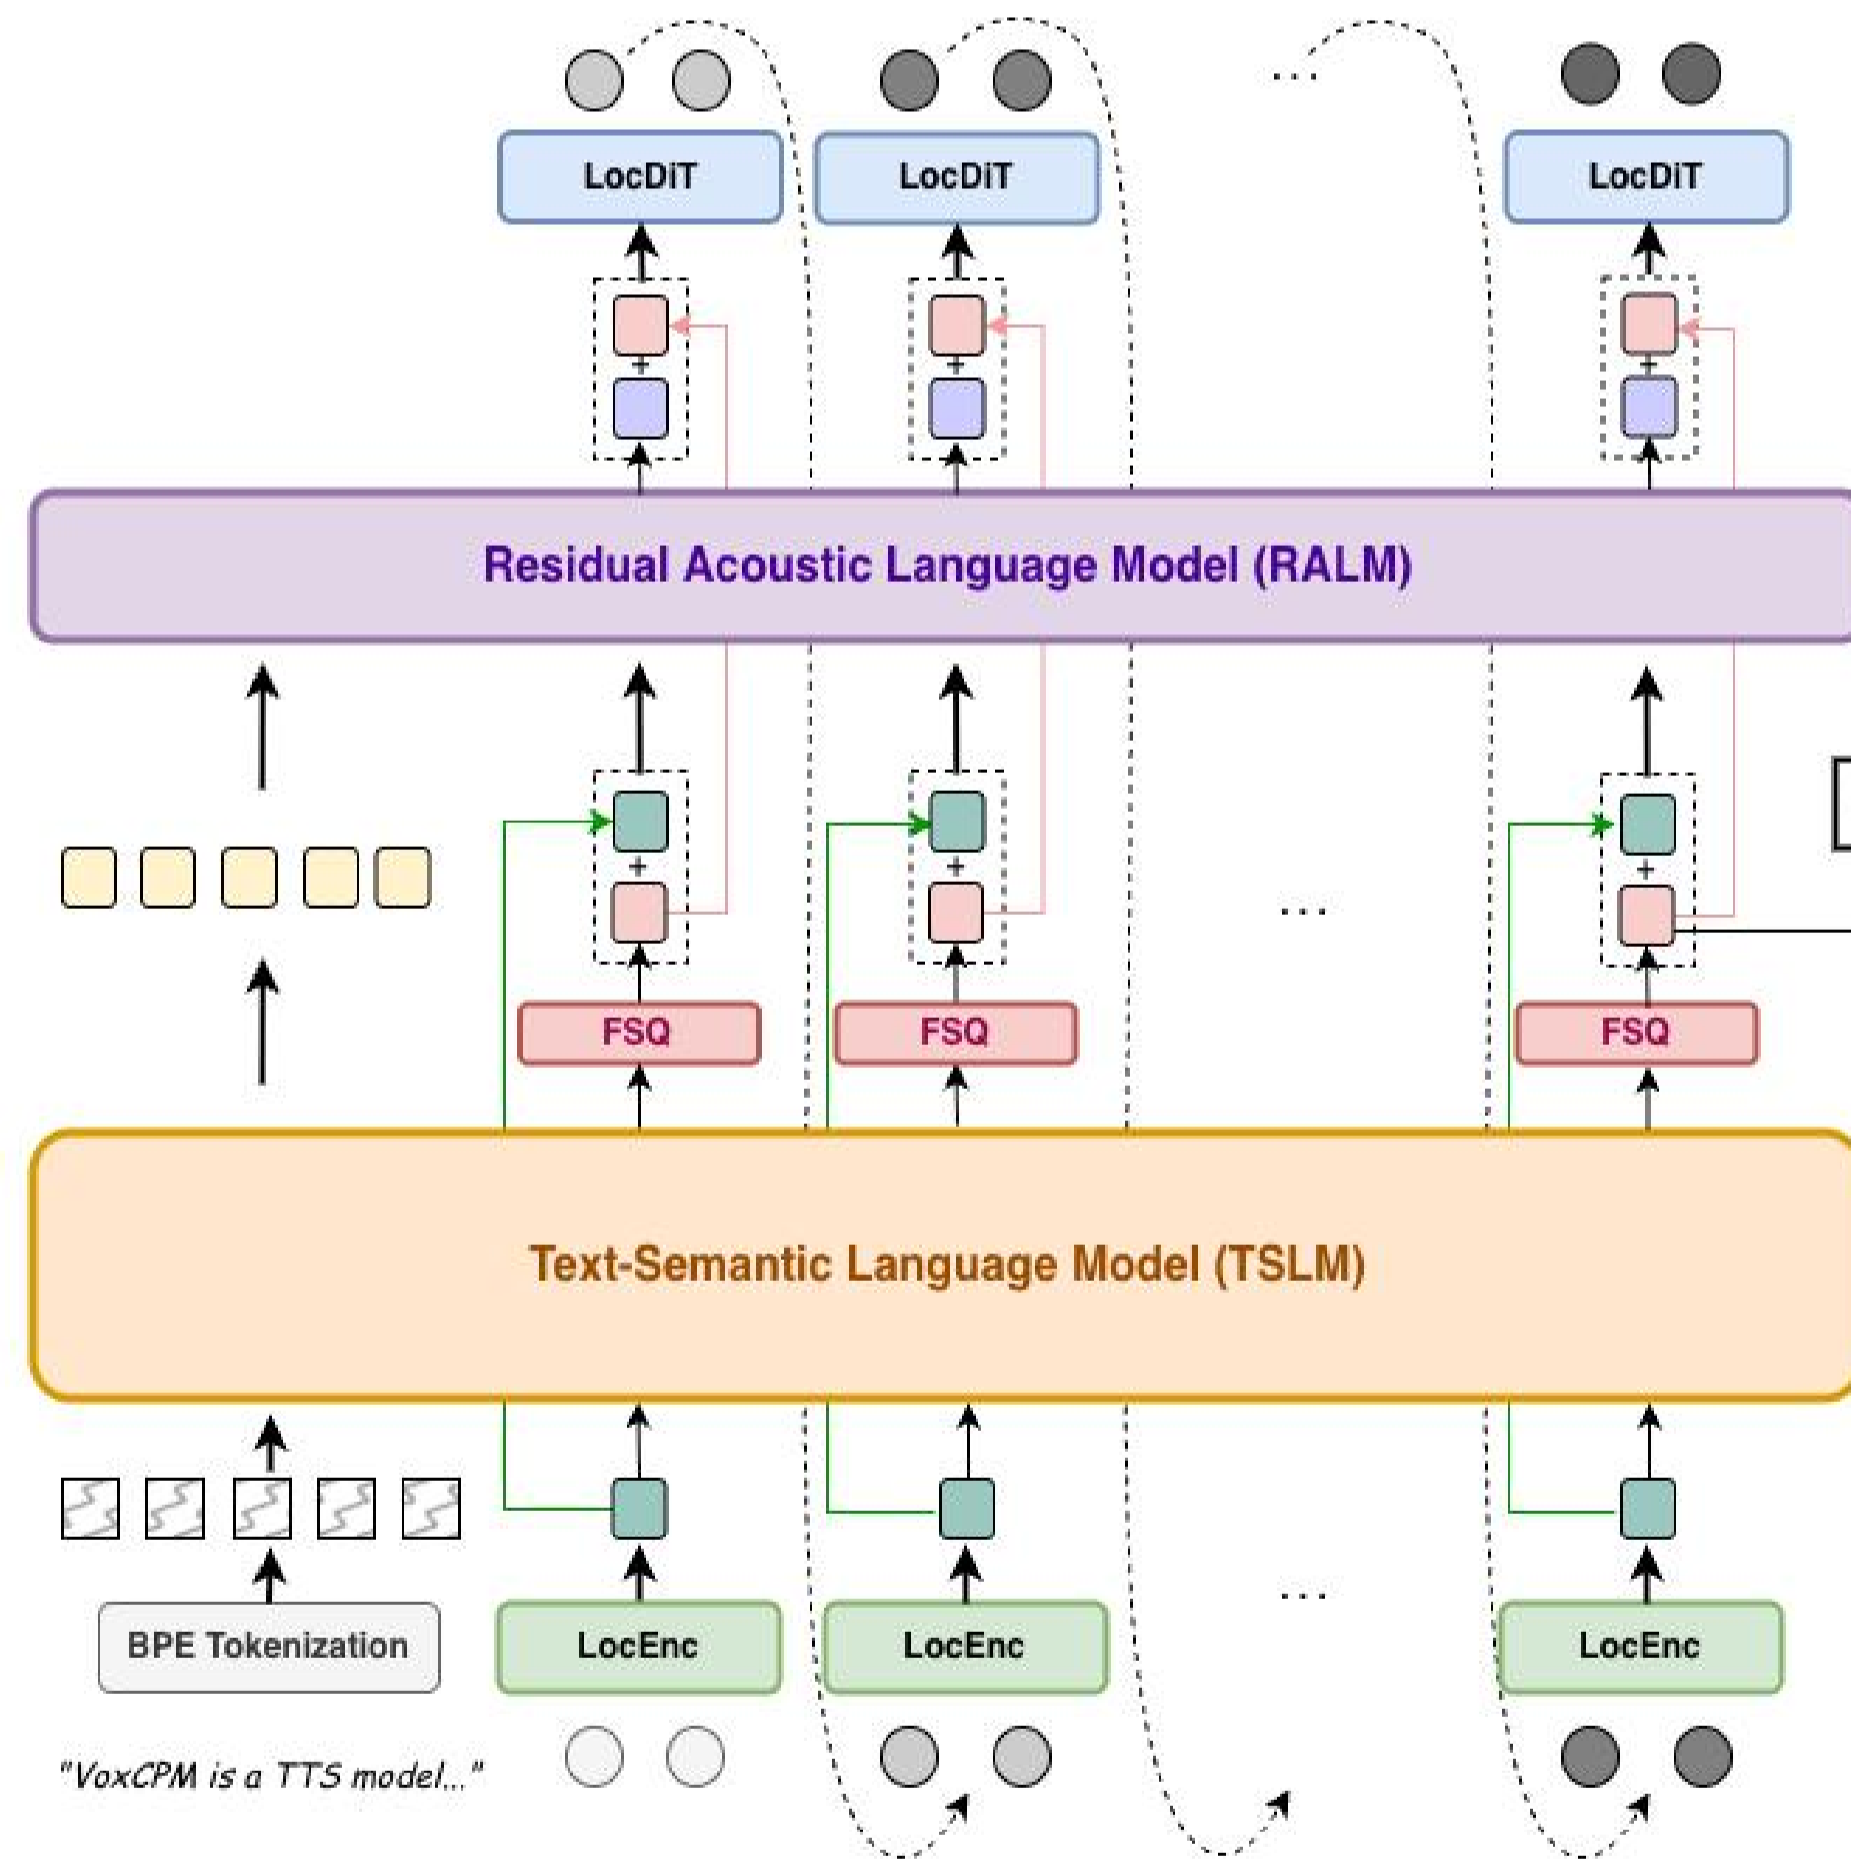 LocDiT LocDiT ... LocDiT
+ + +
Residual Acoustic Language Model (RALM)
+ + +
...
FSQ FSQ FSQ
Text-Semantic Language Model (TSLM)
...
BPE Tokenization LocEnc LocEnc LocEnc
"VoxCPM is a TTS model..."